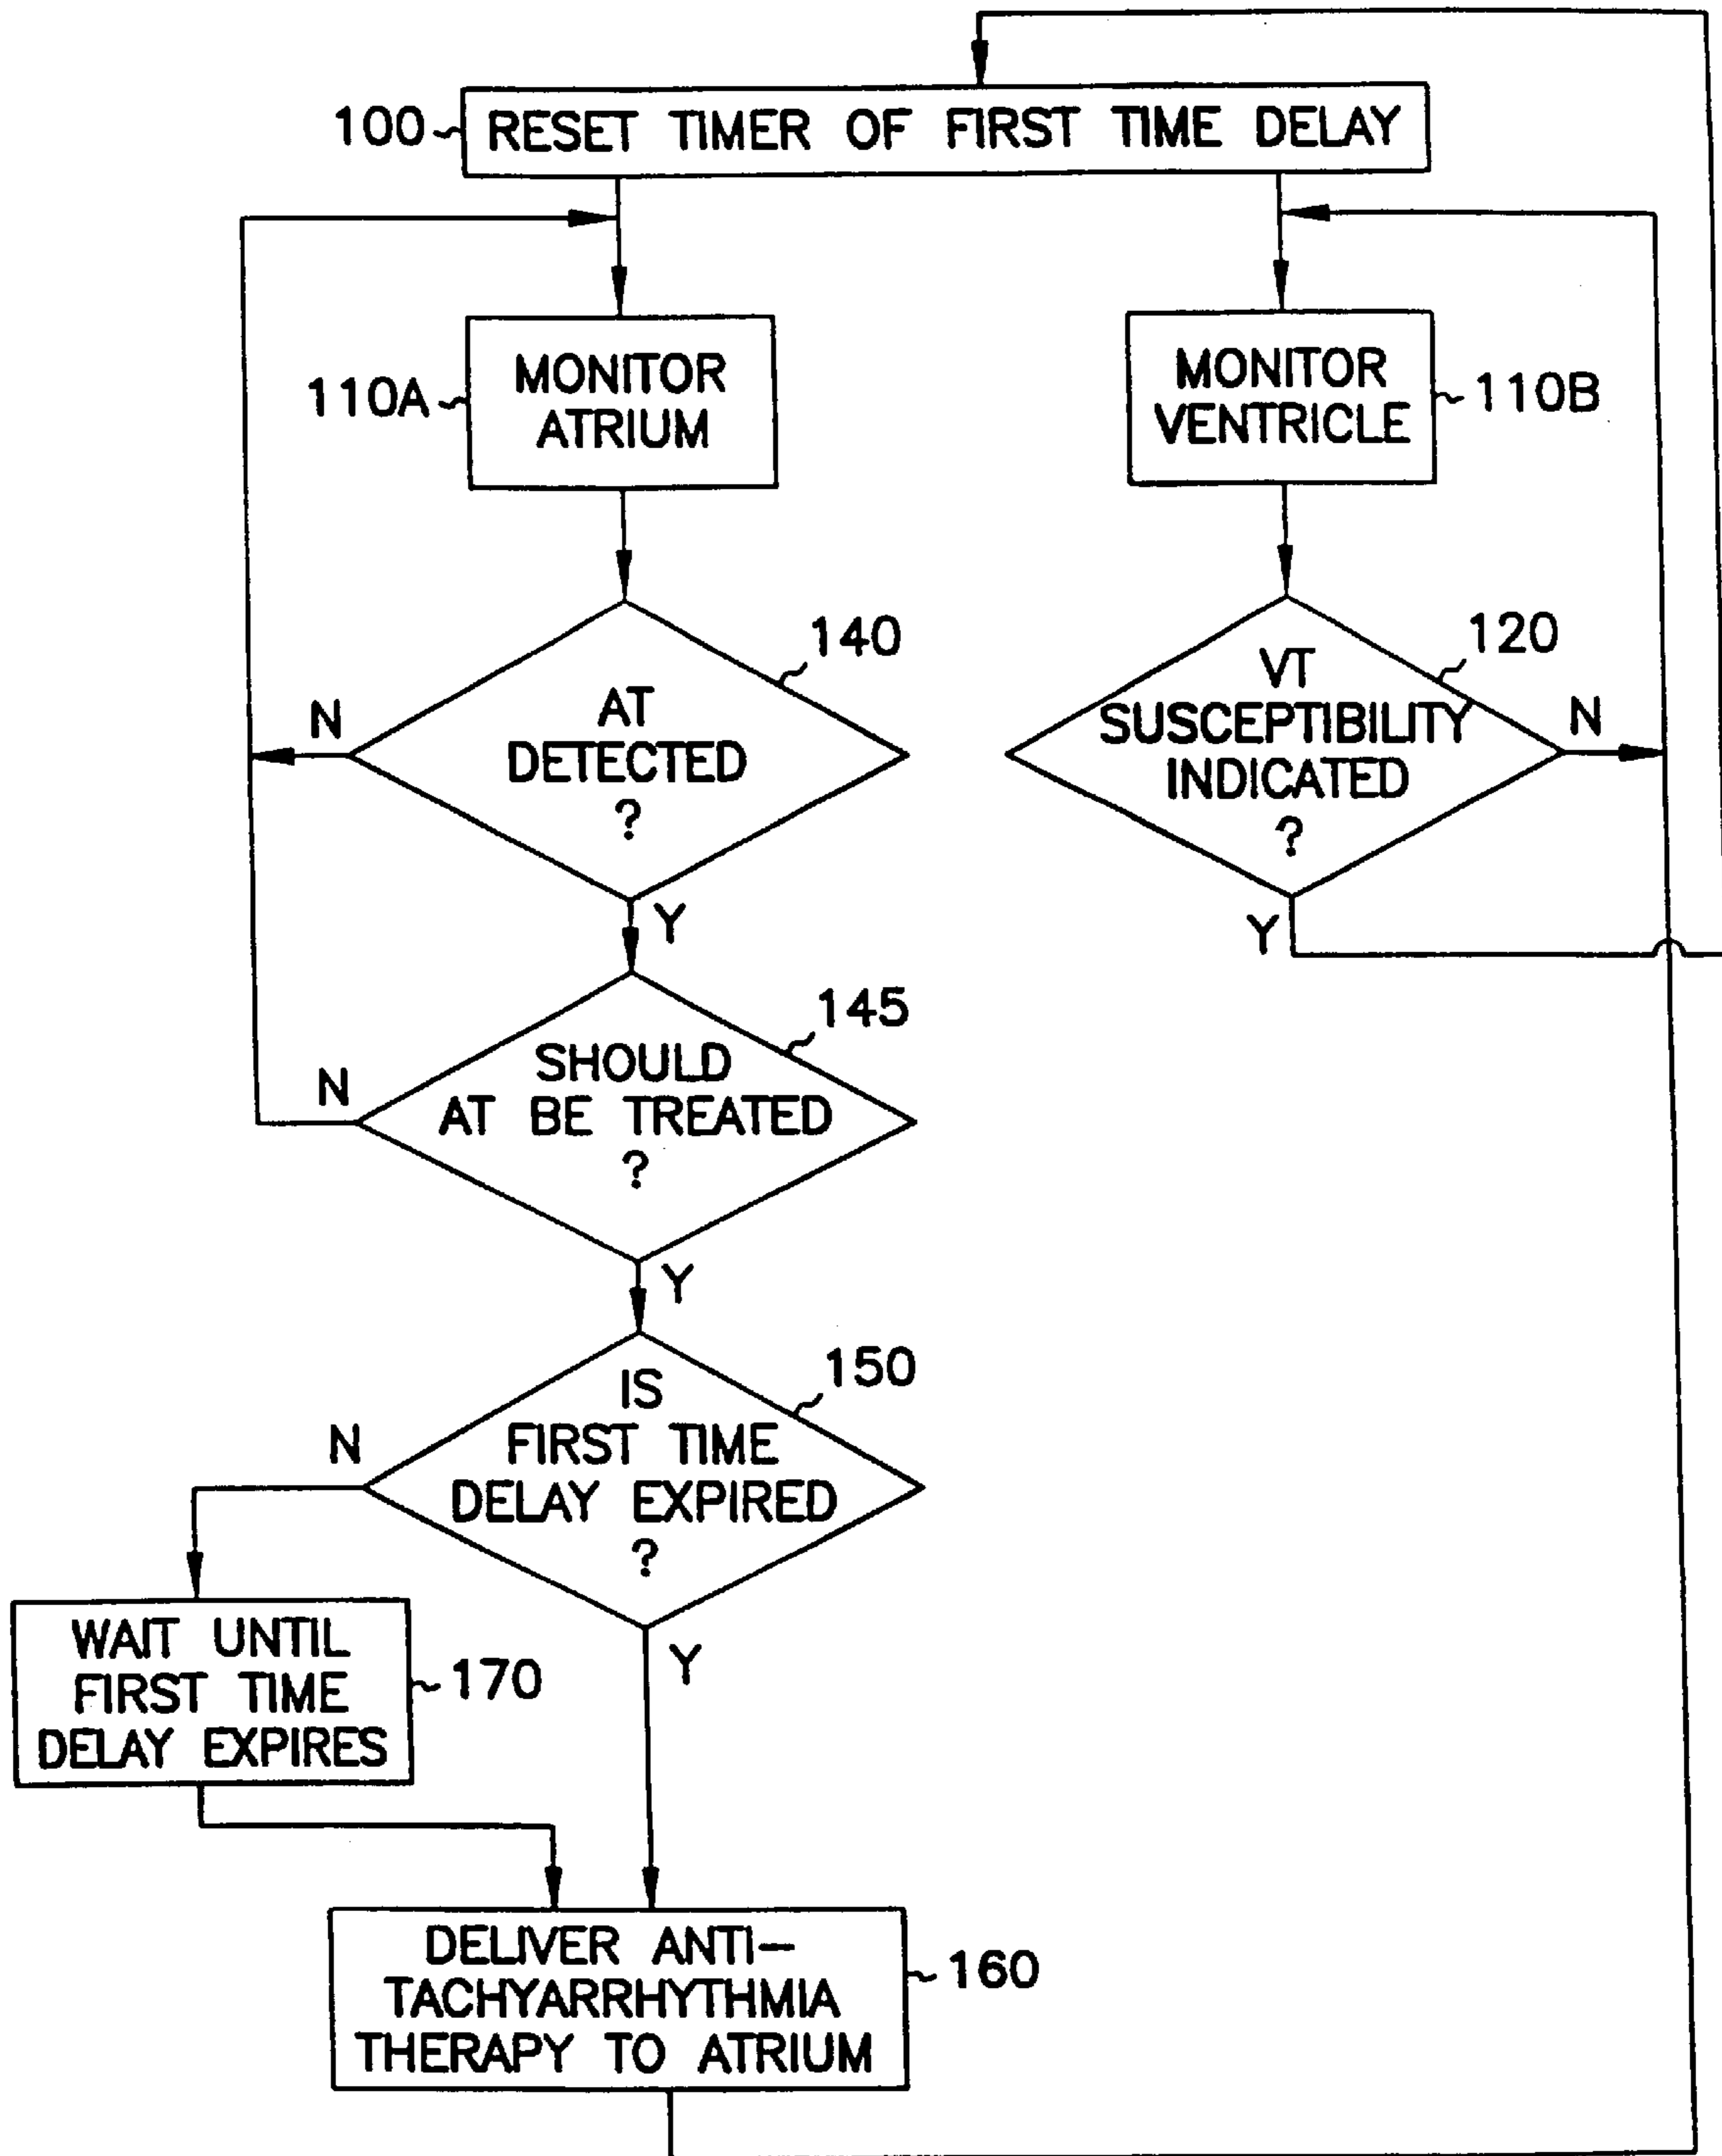 100
RESET TIMER OF FIRST TIME DELAY
110A
MONITOR
ATRIUM
MONITOR
VENTRICLE
110B
140
AT
DETECTED
?
N
Y
120
VT
SUSCEPTIBILITY
INDICATED
?
N
Y
145
SHOULD
AT BE TREATED
?
N
Y
150
IS
FIRST TIME
DELAY EXPIRED
?
N
Y
WAIT UNTIL
FIRST TIME
DELAY EXPIRES
170
DELIVER ANTI-
TACHYARRHYTHMIA
THERAPY TO ATRIUM
160